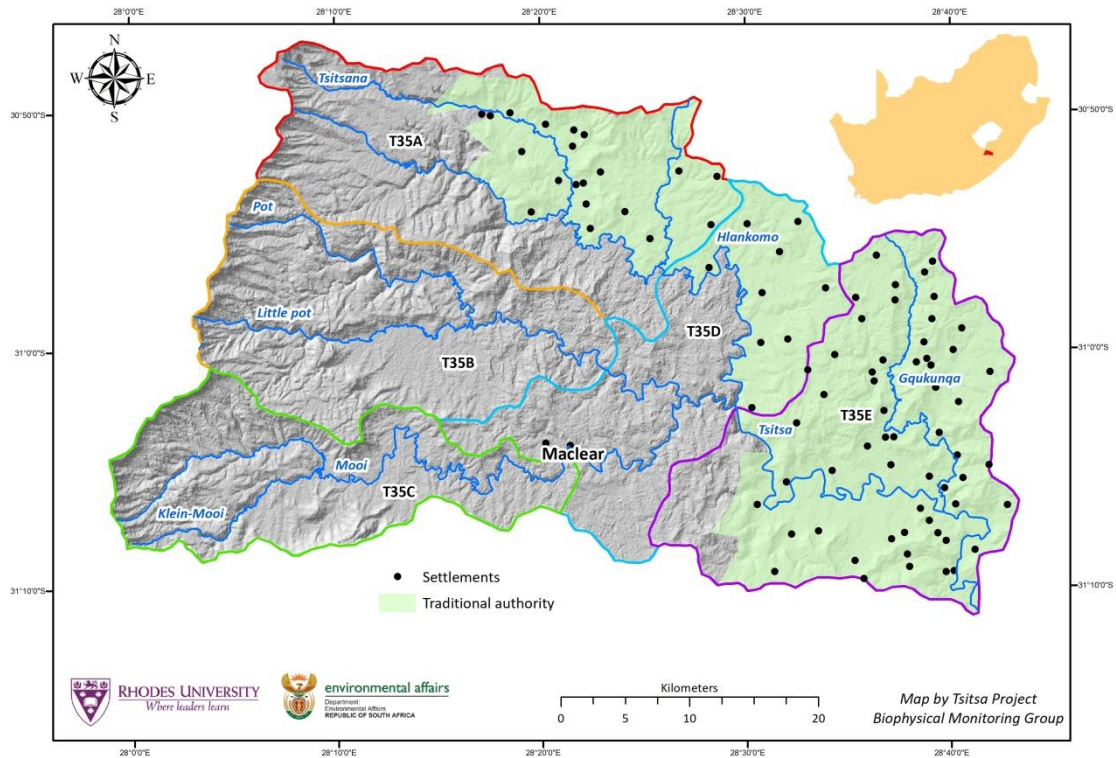 28°0'0"E
28°10'0"E
28°20'0"E
28°30'0"E
28°40'0"E
N
W
E
S
30°50'0"S
30°50'0"S
Tsitsana
T35A
Pot
Hlankomo
Little pot
T35D
31°0'0"S
31°0'0"S
T35B
Gqukunqa
T35E
Tsitsa
Maclear
Mooi
T35C
Klein-Mooi
Settlements
Traditional authority
31°10'0"S
31°10'0"S
RHODES UNIVERSITY
Where leaders learn
environmental affairs
Department:
Environmental Affairs
REPUBLIC OF SOUTH AFRICA
Kilometers
0 5 10 20
Map by Tsitsa Project
Biophysical Monitoring Group
28°0'0"E
28°10'0"E
28°20'0"E
28°30'0"E
28°40'0"E